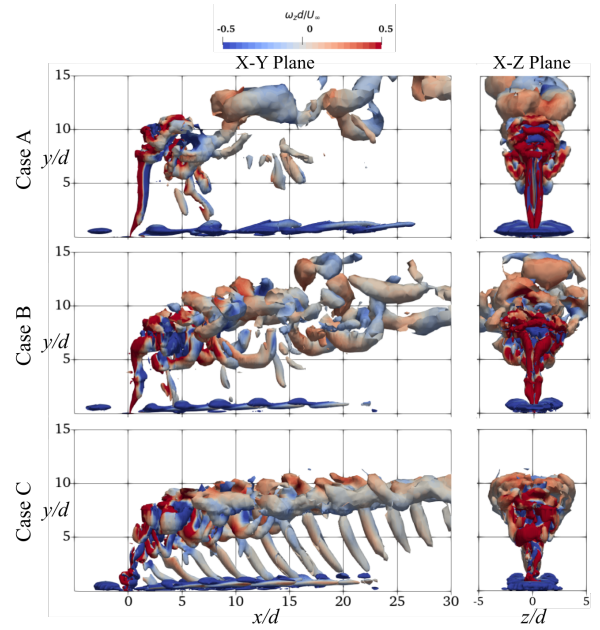 ω_z d/U_∞
-0.5 0 0.5
X-Y Plane X-Z Plane
Case A
y/d
15
10
5
Case B
y/d
15
10
5
Case C
y/d
15
10
5
0 5 10 15 20 25 30 -5 0 5
x/d z/d